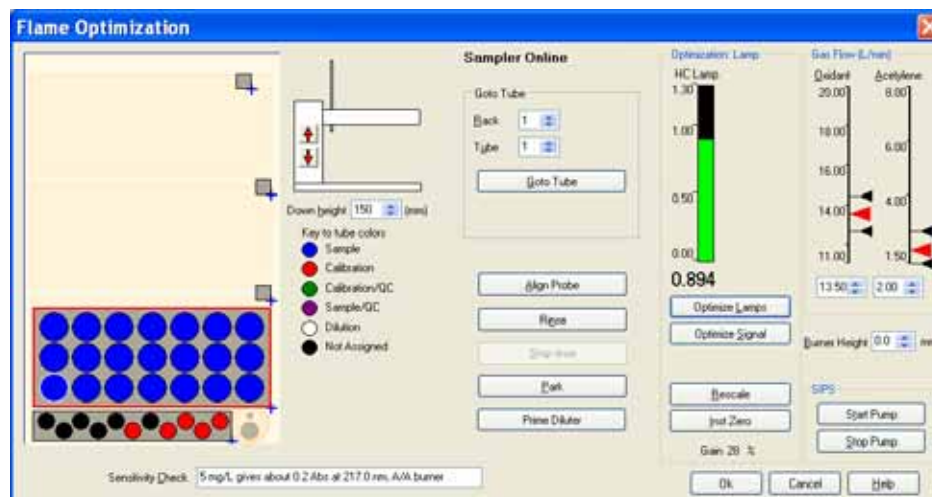 Flame Optimization
Sampler Online
Goto Tube
Rack 1
Tube 1
Goto Tube
Down height 150 (mm)
Key to tube colors
Sample
Calibration
Calibration/QC
Sample/QC
Dilution
Not Assigned
Align Probe
Rinse
Park
Prime Diluter
Optimization: Lamp
HC Lamp
1.30
1.00
0.50
0.00
0.894
Optimize Lamps
Optimize Signal
Rescale
Inst Zero
Gain 28 %
Gas Flow (L/min)
Oxidant Acetylene
20.00 8.00
18.00
16.00 6.00
14.00 4.00
11.00 1.50
13.50 2.00
Burner Height 0.0
SIPS
Start Pump
Stop Pump
Sensitivity Check 5 mg/L gives about 0.2 Abs at 217.0 nm, A/A burner
Ok Cancel Help